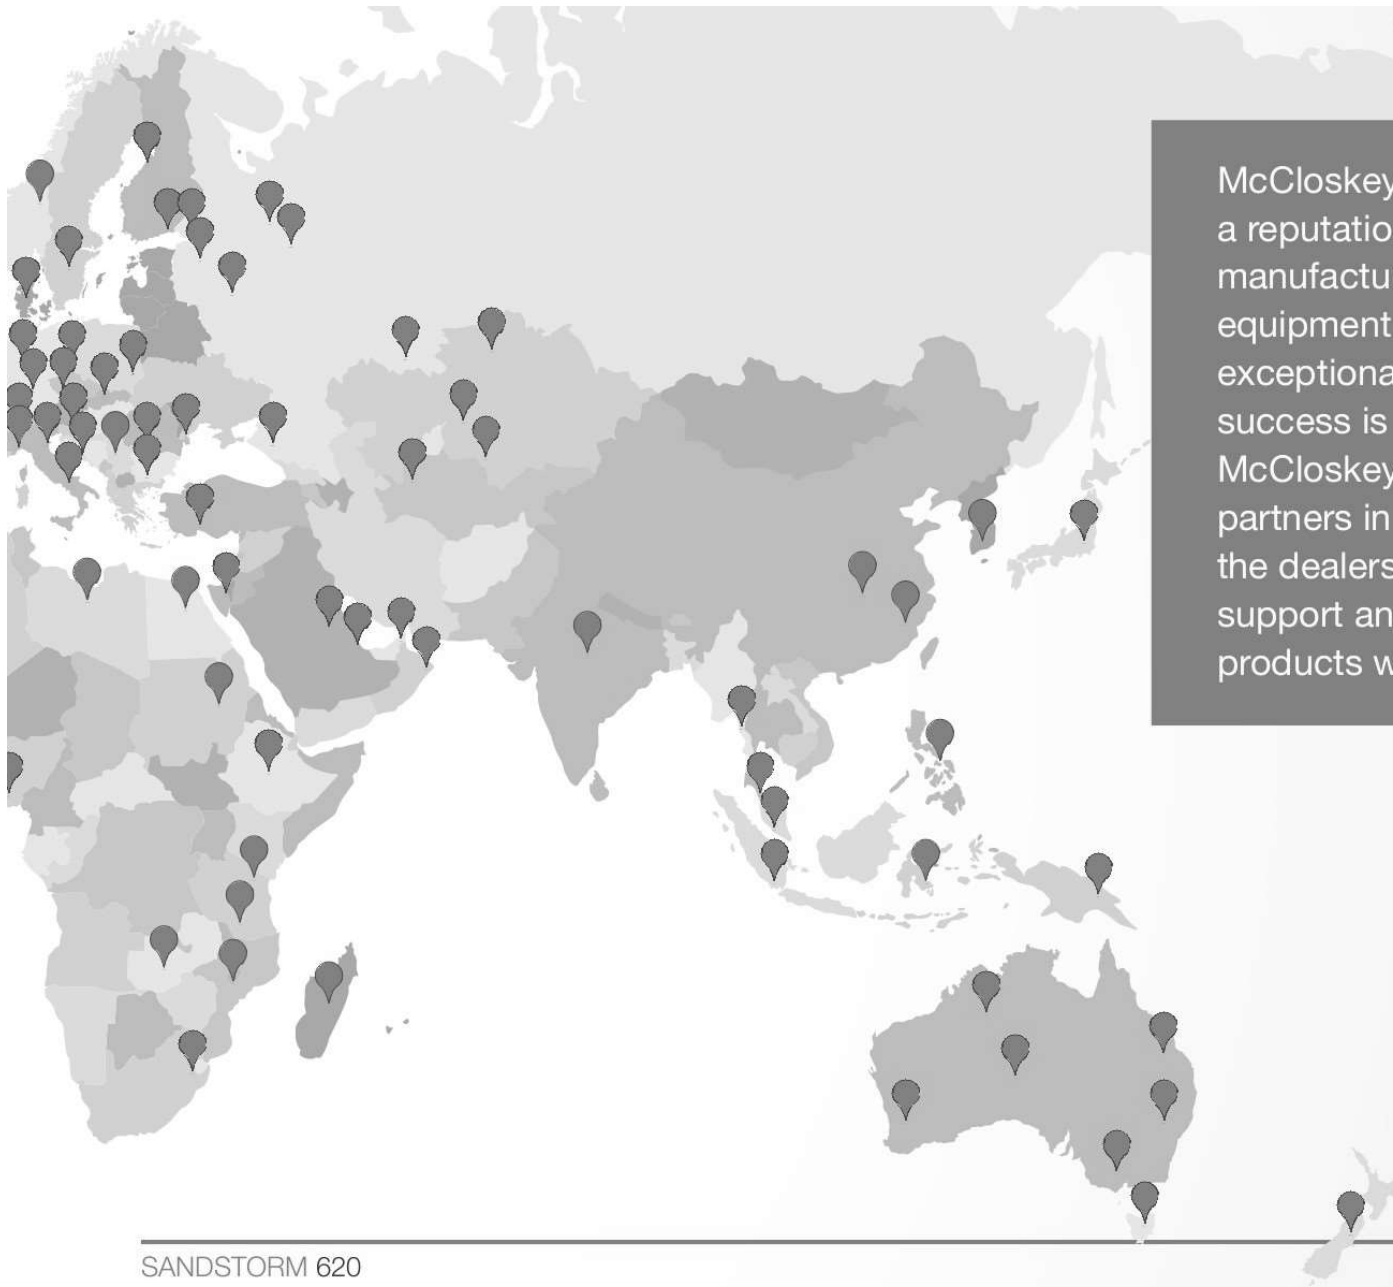 McCloskey
a reputatio
manufactu
equipment
exceptiona
success is
McCloskey
partners in
the dealers
support an
products w
SANDSTORM 620